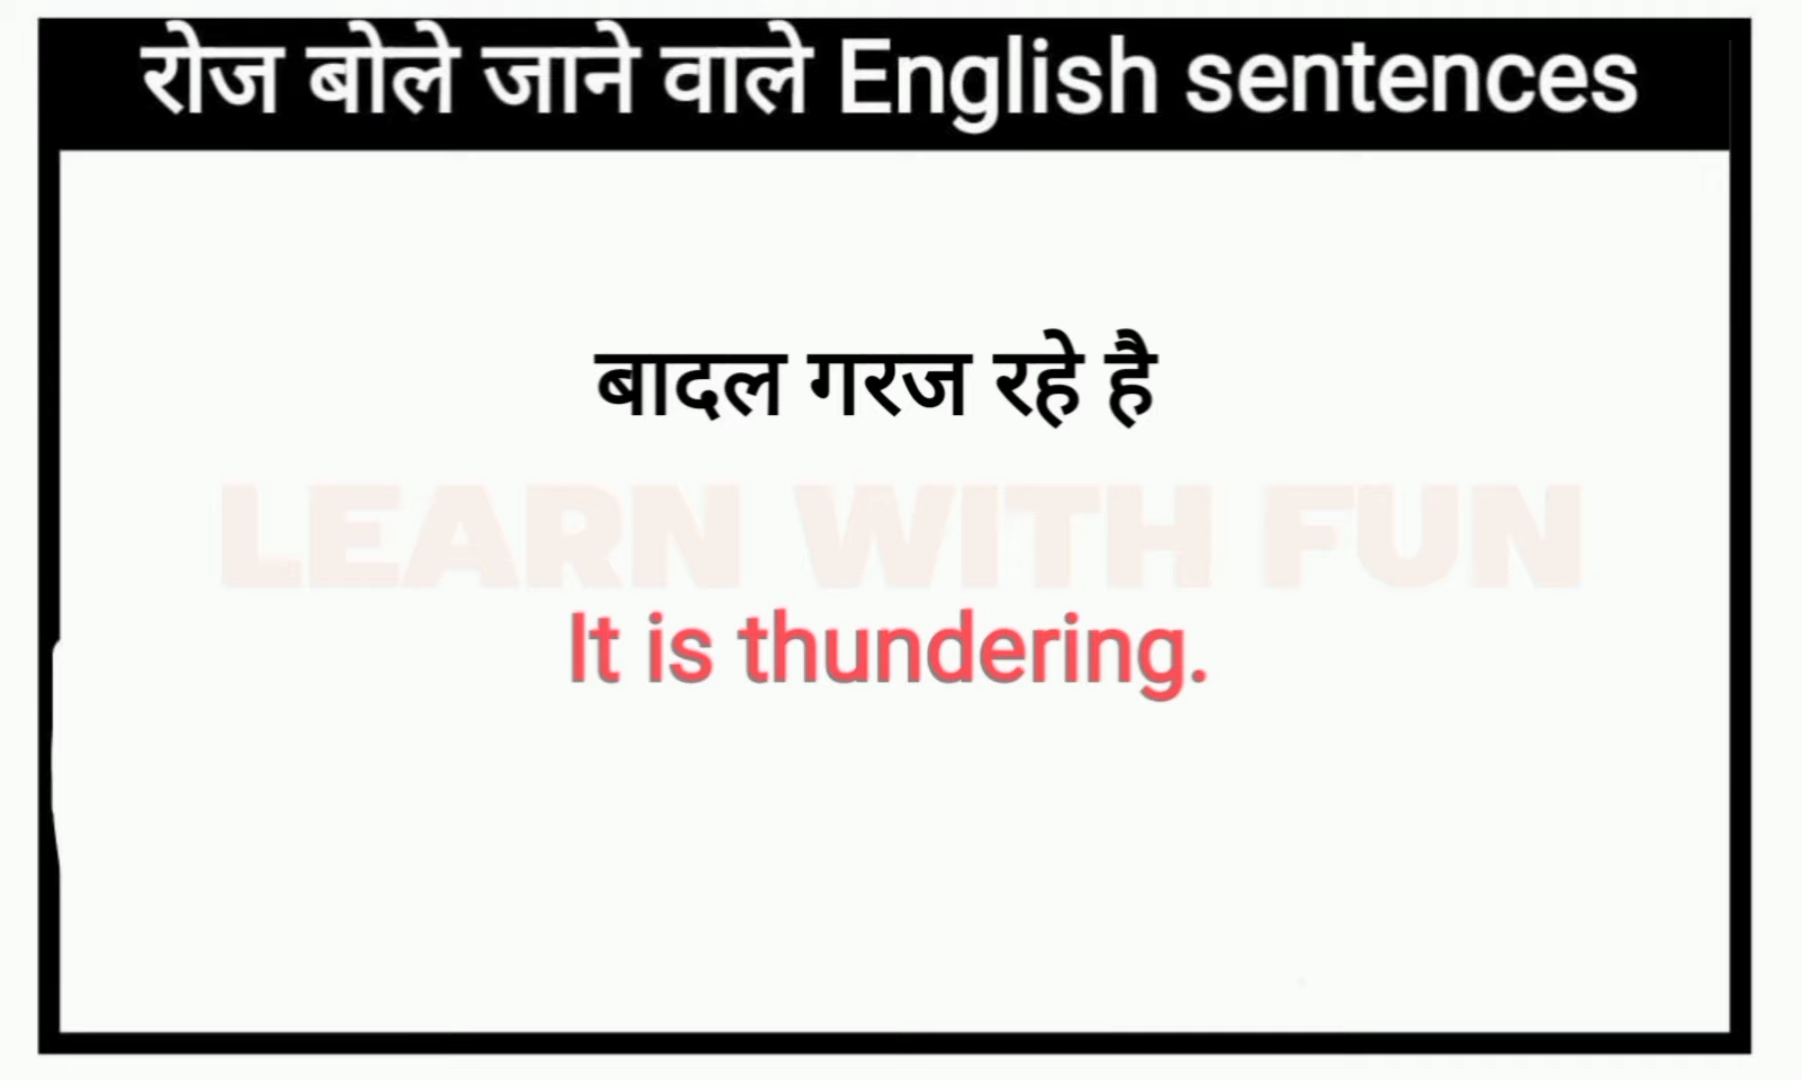 रोज बोले जाने वाले English sentences
बादल गरज रहे है
LEARN WITH FUN
It is thundering.